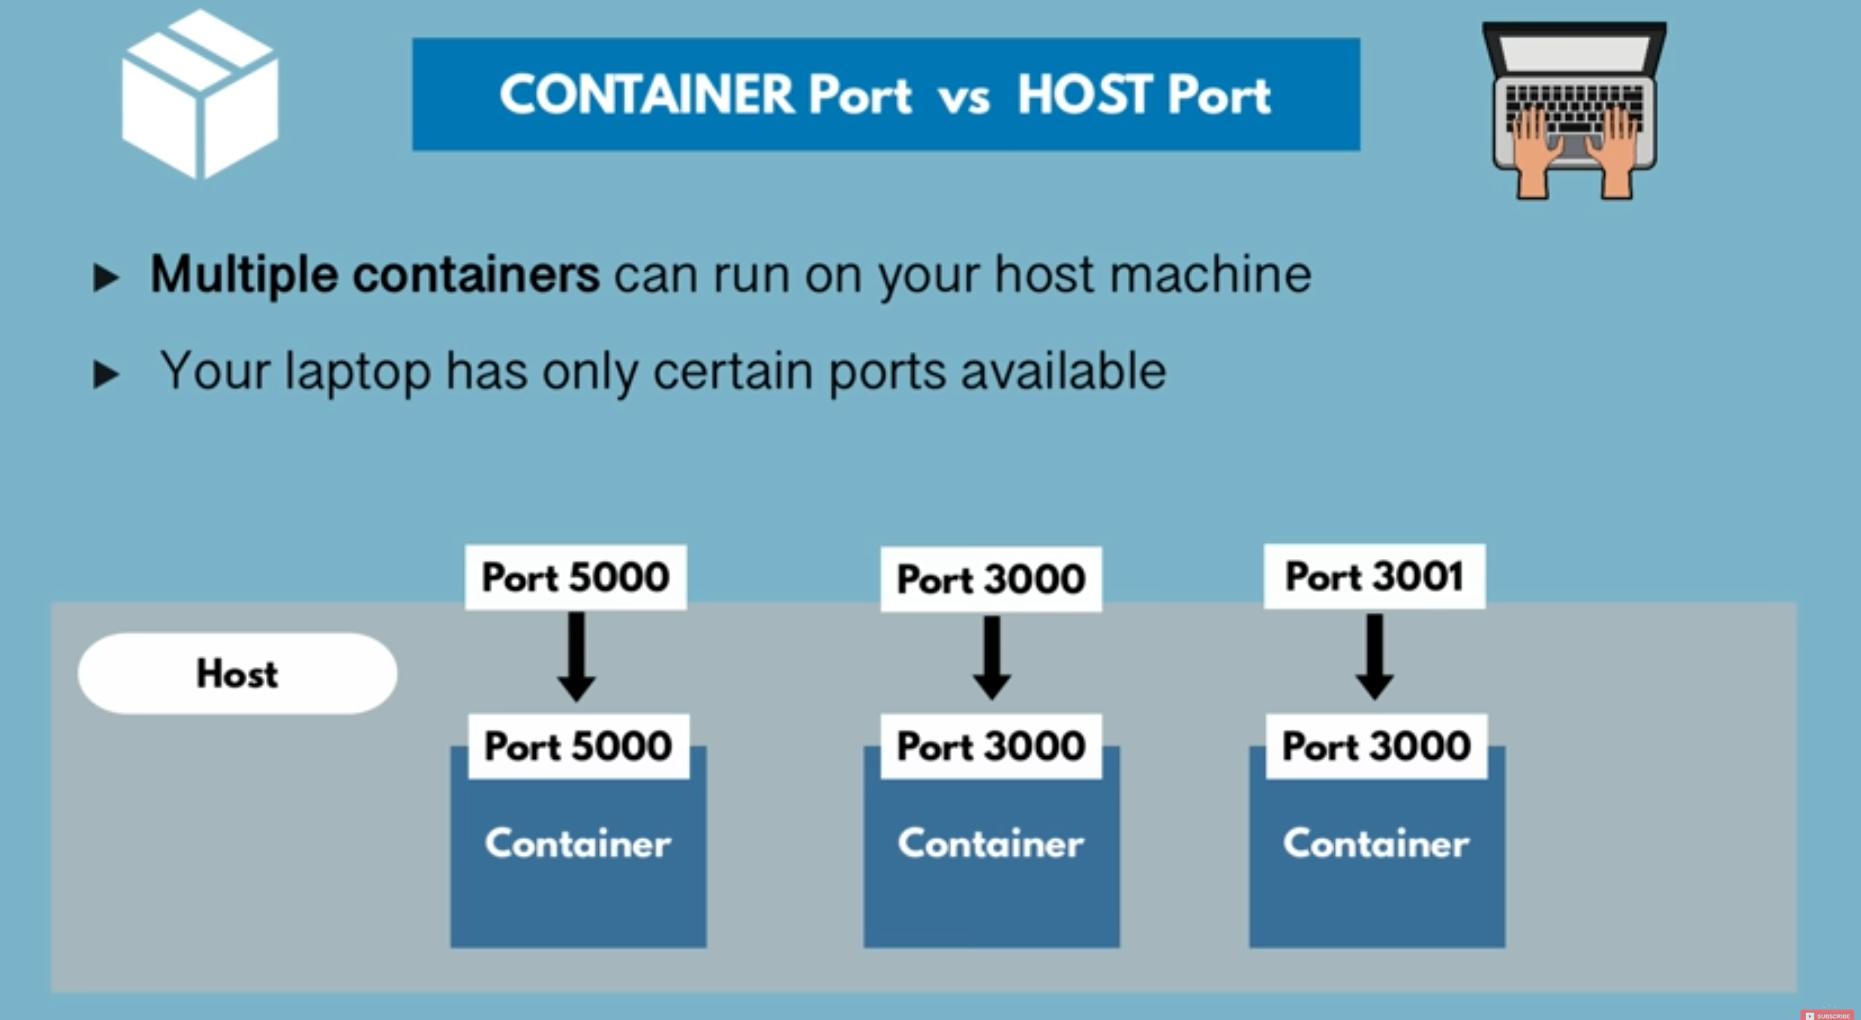 CONTAINER Port vs HOST Port
Multiple containers can run on your host machine
Your laptop has only certain ports available
Port 5000
Port 3000
Port 3001
Host
Port 5000
Port 3000
Port 3000
Container
Container
Container
SUBSCRIBE